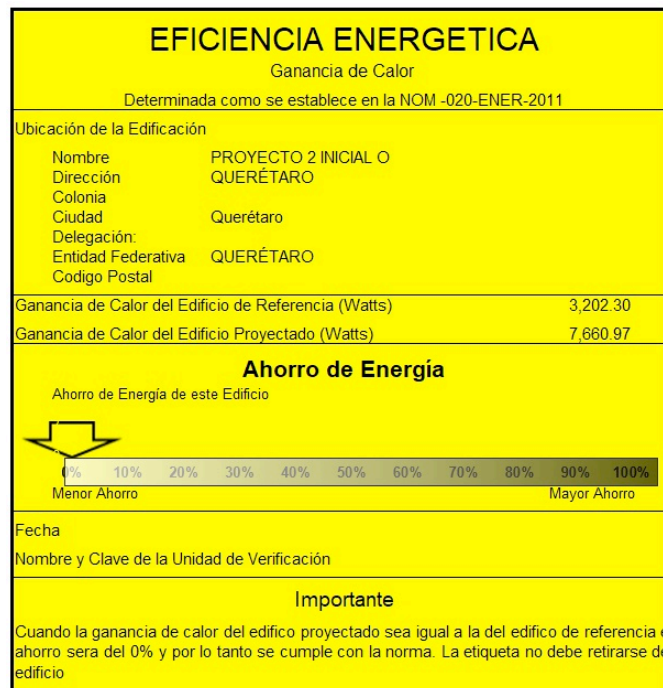 EFICIENCIA ENERGETICA
Ganancia de Calor
Determinada como se establece en la NOM -020-ENER-2011
Ubicación de la Edificación
Nombre PROYECTO 2 INICIAL O
Dirección QUERÉTARO
Colonia
Ciudad Querétaro
Delegación:
Entidad Federativa QUERÉTARO
Codigo Postal
Ganancia de Calor del Edificio de Referencia (Watts) 3,202.30
Ganancia de Calor del Edificio Proyectado (Watts) 7,660.97
Ahorro de Energía
Ahorro de Energía de este Edificio
0% 10% 20% 30% 40% 50% 60% 70% 80% 90% 100%
Menor Ahorro Mayor Ahorro
Fecha
Nombre y Clave de la Unidad de Verificación
Importante
Cuando la ganancia de calor del edifico proyectado sea igual a la del edifico de referencia e
ahorro sera del 0% y por lo tanto se cumple con la norma. La etiqueta no debe retirarse de
edificio